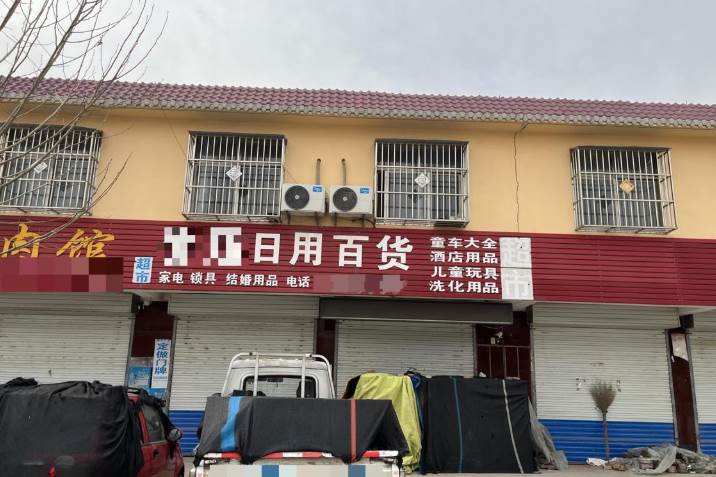 肉馆
日用百货
童车大全
酒店用品
儿童玩具
洗化用品
超市
超市
家电 锁具 结婚用品 电话
定做门牌